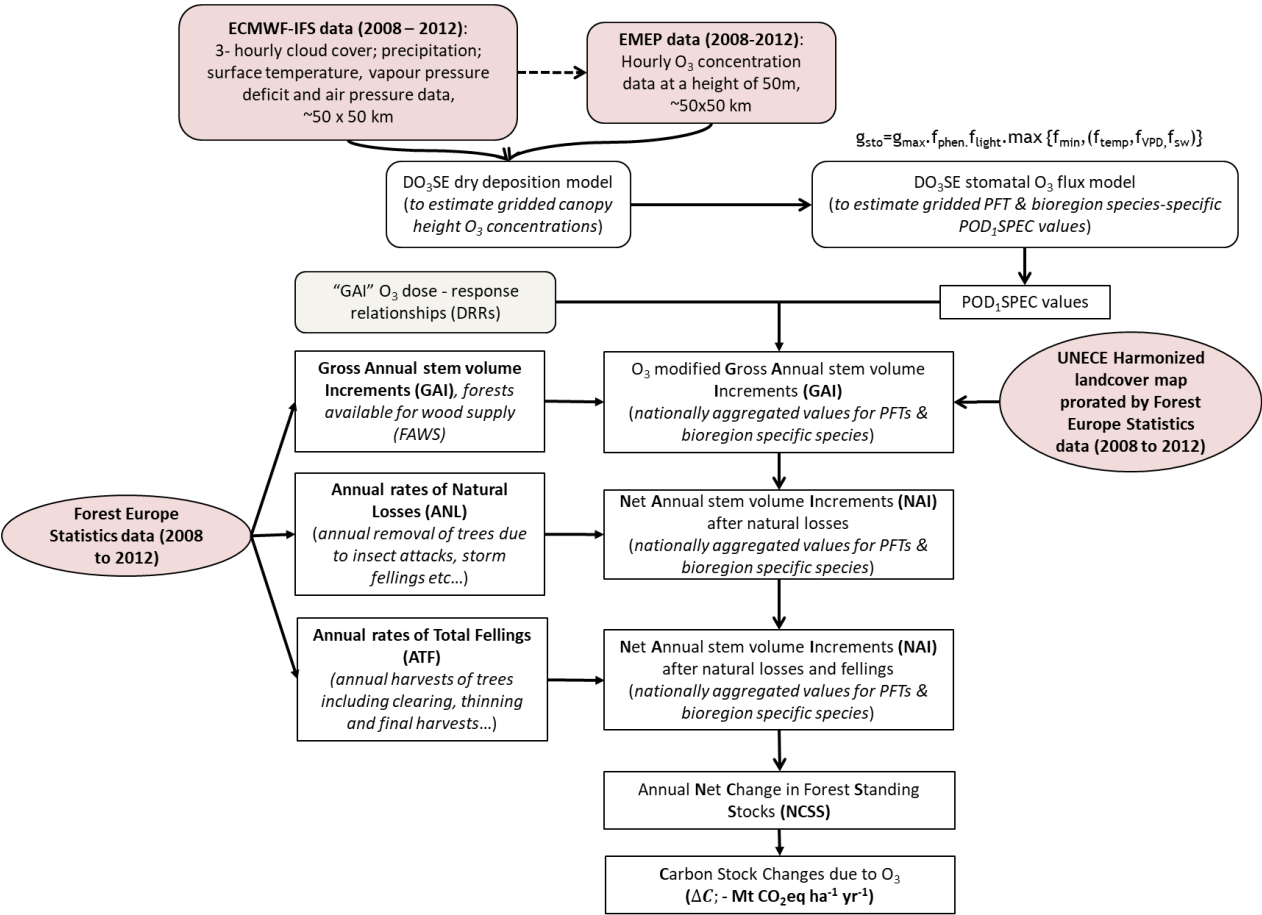 ECMWF-IFS data (2008 – 2012):
3- hourly cloud cover; precipitation;
surface temperature, vapour pressure
deficit and air pressure data,
~50 x 50 km
EMEP data (2008-2012):
Hourly O₃ concentration
data at a height of 50m,
~50x50 km
gsto=gmax.fphen.flight.max {fmin,(ftemp,fVPD,fsw)}
DO₃SE dry deposition model
(to estimate gridded canopy
height O₃ concentrations)
DO₃SE stomatal O₃ flux model
(to estimate gridded PFT & bioregion species-specific
POD₁SPEC values)
“GAI” O₃ dose - response
relationships (DRRs)
POD₁SPEC values
Gross Annual stem volume
Increments (GAI), forests
available for wood supply
(FAWS)
O₃ modified Gross Annual stem volume
Increments (GAI)
(nationally aggregated values for PFTs &
bioregion specific species)
UNECE Harmonized
landcover map
prorated by Forest
Europe Statistics
data (2008 to 2012)
Forest Europe
Statistics data (2008
to 2012)
Annual rates of Natural
Losses (ANL)
(annual removal of trees due
to insect attacks, storm
fellings etc…)
Net Annual stem volume Increments (NAI)
after natural losses
(nationally aggregated values for PFTs &
bioregion specific species)
Annual rates of Total Fellings
(ATF)
(annual harvests of trees
including clearing, thinning
and final harvests…)
Net Annual stem volume Increments (NAI)
after natural losses and fellings
(nationally aggregated values for PFTs &
bioregion specific species)
Annual Net Change in Forest Standing
Stocks (NCSS)
Carbon Stock Changes due to O₃
(ΔC; - Mt CO₂eq ha⁻¹ yr⁻¹)